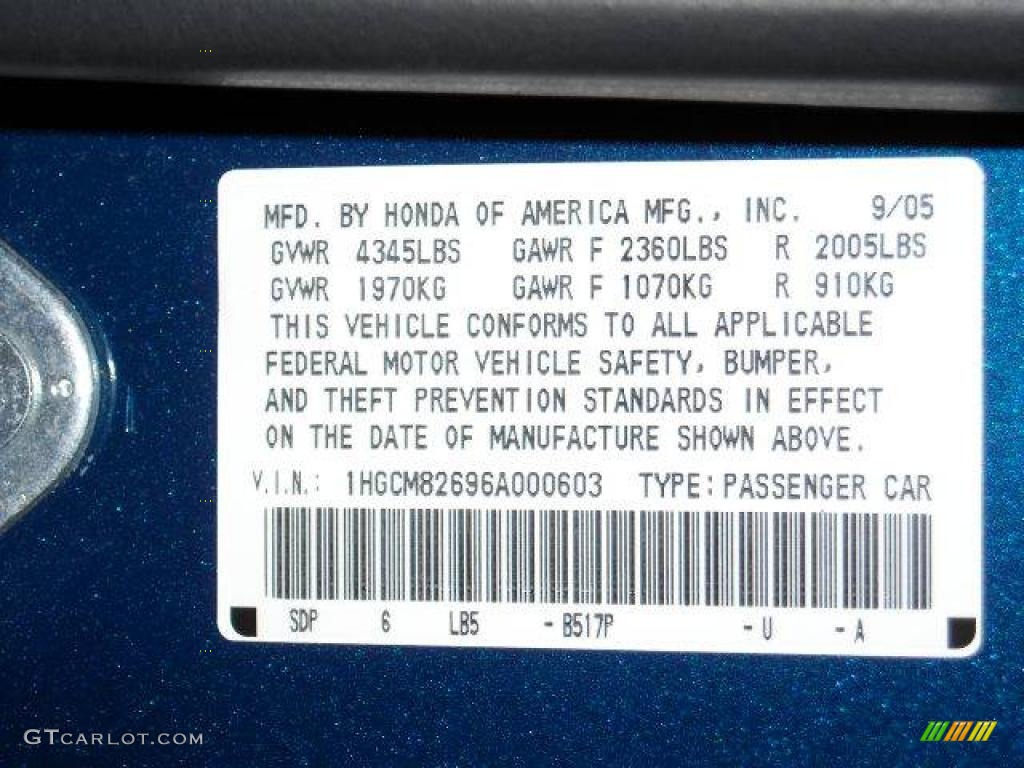 MFD. BY HONDA OF AMERICA MFG., INC. 9/05
GVWR 4345LBS GAWR F 2360LBS R 2005LBS
GVWR 1970KG GAWR F 1070KG R 910KG
THIS VEHICLE CONFORMS TO ALL APPLICABLE
FEDERAL MOTOR VEHICLE SAFETY, BUMPER,
AND THEFT PREVENTION STANDARDS IN EFFECT
ON THE DATE OF MANUFACTURE SHOWN ABOVE.
V.I.N.: 1HGCM82696A000603 TYPE: PASSENGER CAR
SDP 6 LB5 - B517P - U - A
GTCARLOT.COM